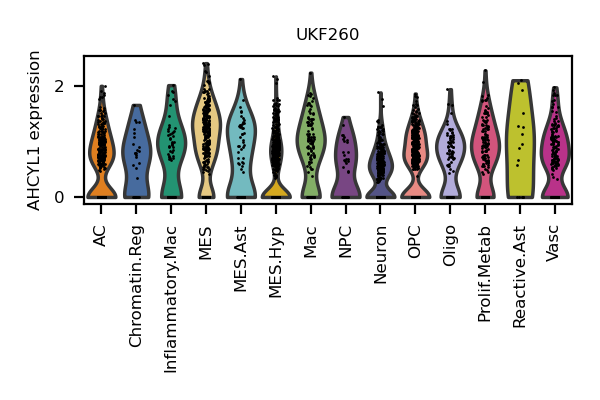 UKF260
AHCYL1 expression
2
0
AC
Chromatin.Reg
Inflammatory.Mac
MES
MES.Ast
MES.Hyp
Mac
NPC
Neuron
OPC
Oligo
Prolif.Metab
Reactive.Ast
Vasc